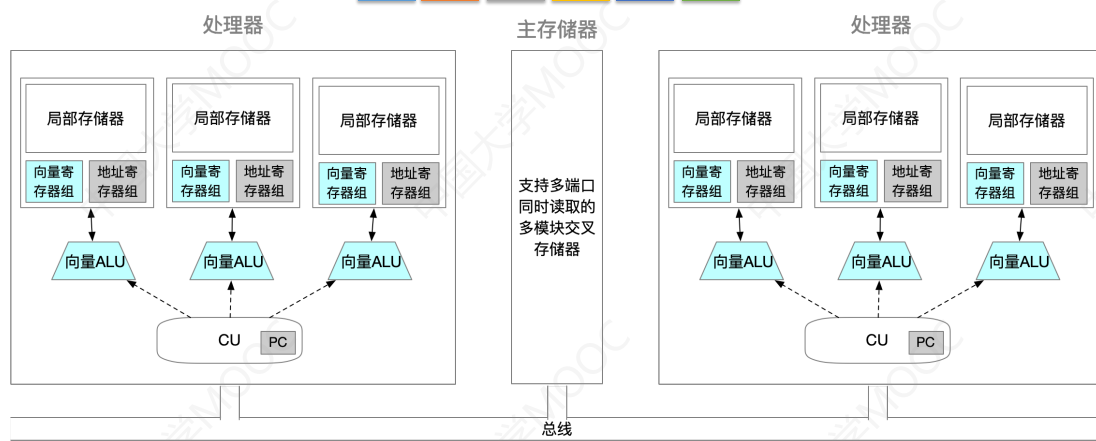 处理器
主存储器
处理器
局部存储器
局部存储器
局部存储器
向量寄
存器组
地址寄
存器组
向量寄
存器组
地址寄
存器组
向量寄
存器组
地址寄
存器组
向量ALU
向量ALU
向量ALU
CU
PC
支持多端口
同时读取的
多模块交叉
存储器
局部存储器
局部存储器
局部存储器
向量寄
存器组
地址寄
存器组
向量寄
存器组
地址寄
存器组
向量寄
存器组
地址寄
存器组
向量ALU
向量ALU
向量ALU
CU
PC
总线
中国大学MOOC